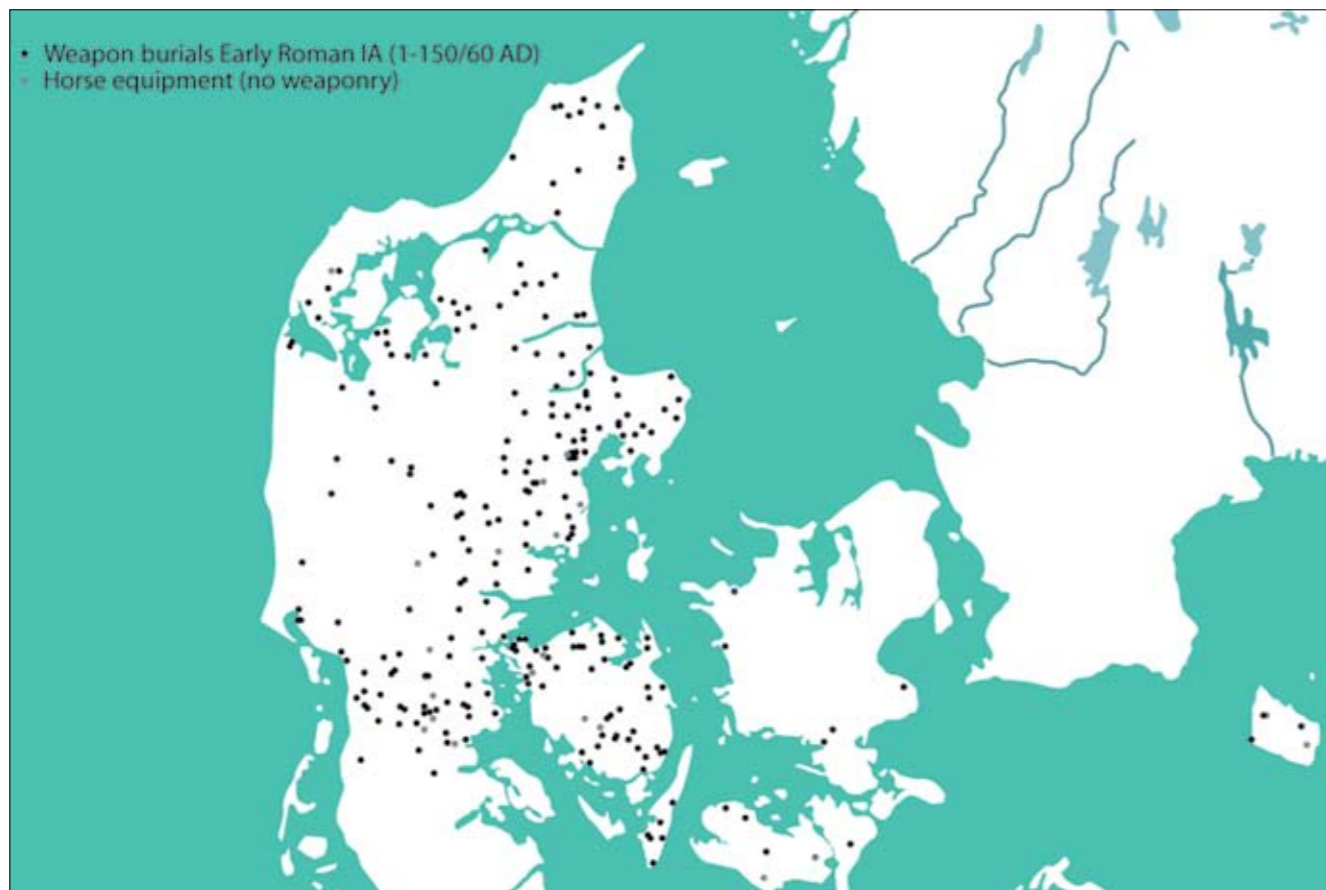 Weapon burials Early Roman IA (1-150/60 AD)
Horse equipment (no weaponry)